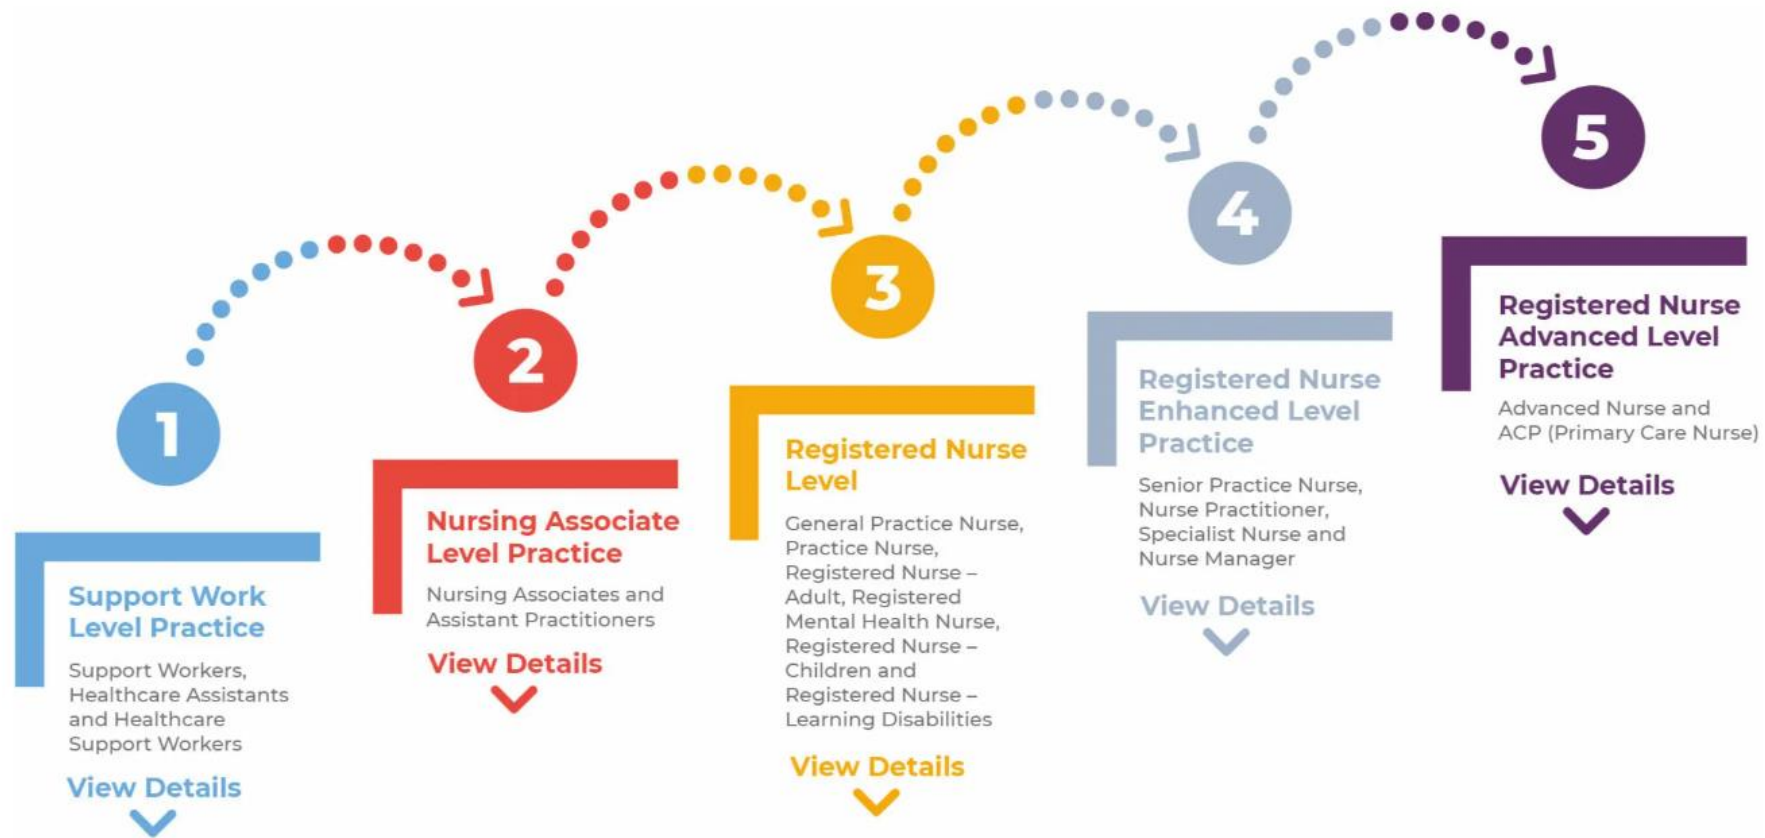 1
Support Work
Level Practice
Support Workers,
Healthcare Assistants
and Healthcare
Support Workers
View Details
2
Nursing Associate
Level Practice
Nursing Associates and
Assistant Practitioners
View Details
3
Registered Nurse
Level
General Practice Nurse,
Practice Nurse,
Registered Nurse –
Adult, Registered
Mental Health Nurse,
Registered Nurse –
Children and
Registered Nurse –
Learning Disabilities
View Details
4
Registered Nurse
Enhanced Level
Practice
Senior Practice Nurse,
Nurse Practitioner,
Specialist Nurse and
Nurse Manager
View Details
5
Registered Nurse
Advanced Level
Practice
Advanced Nurse and
ACP (Primary Care Nurse)
View Details